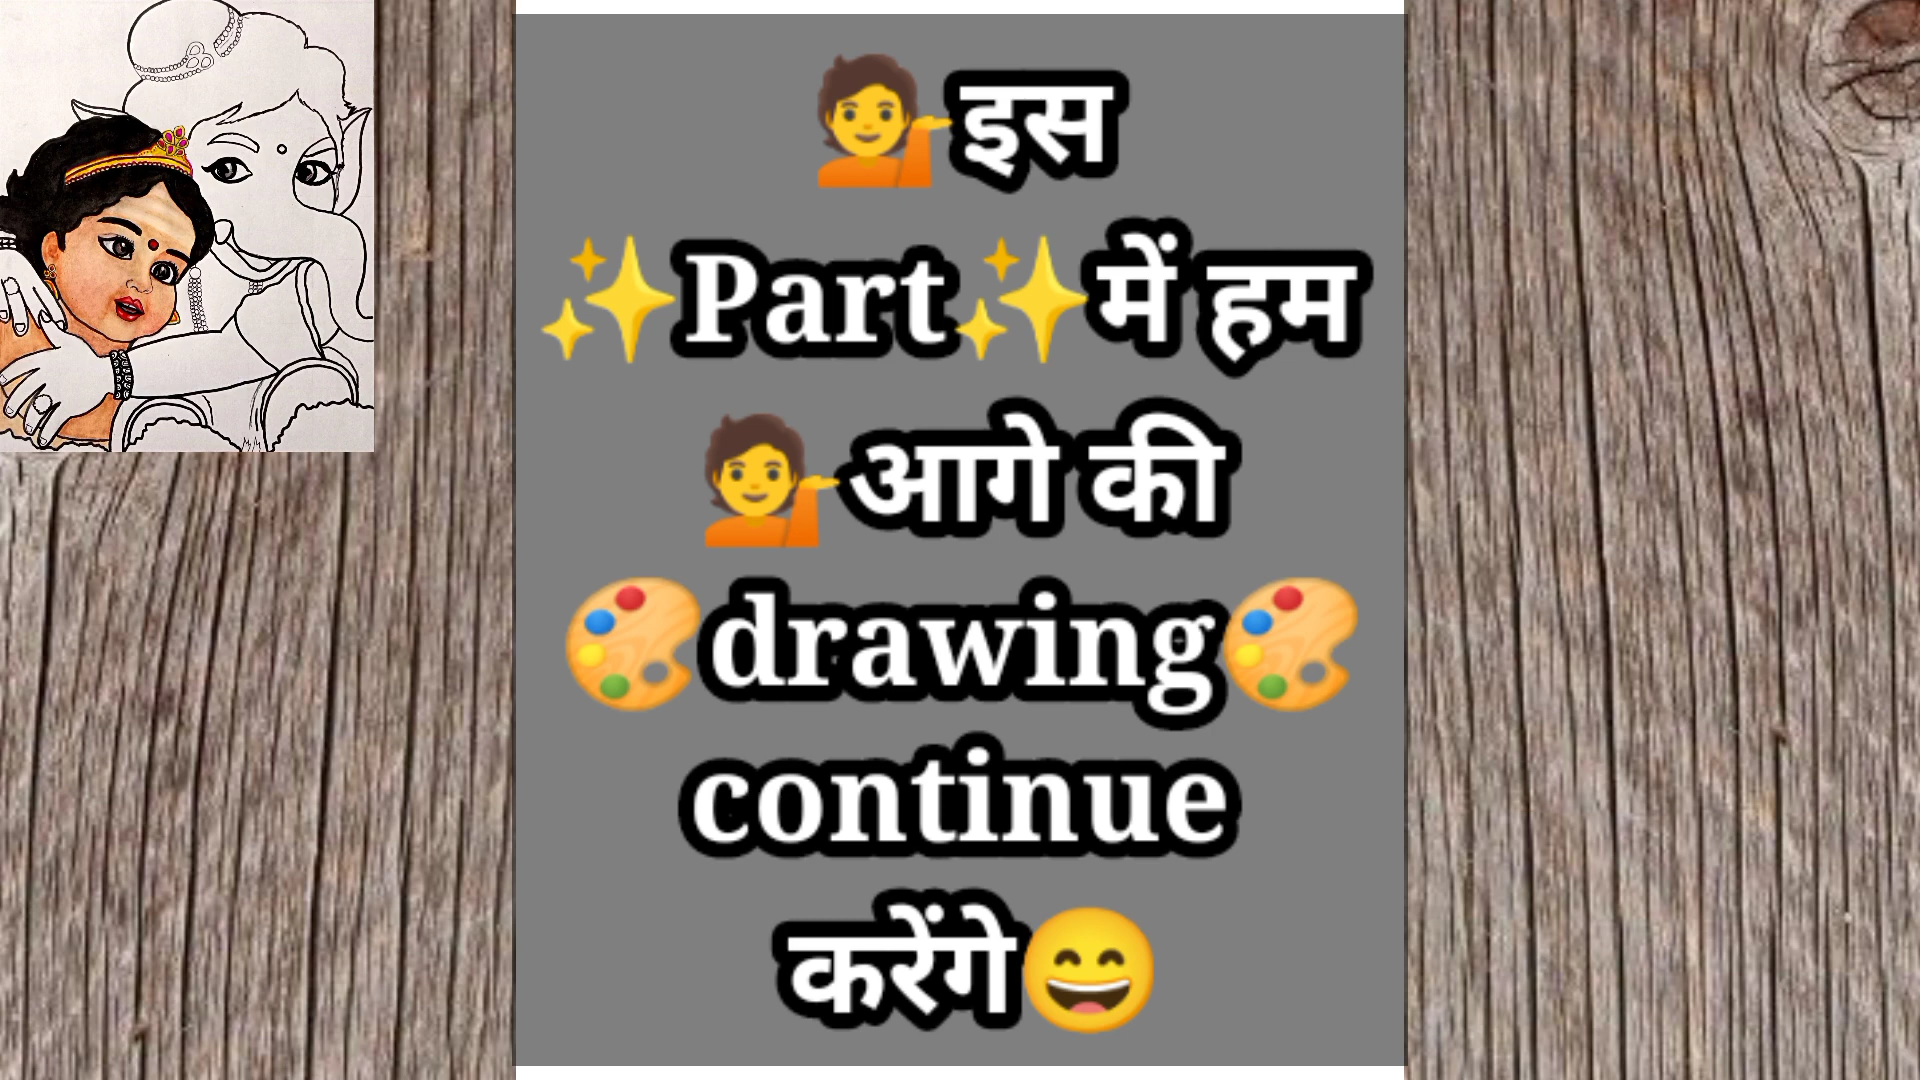 💁इस
✨Part✨में हम
💁आगे की
🎨drawing🎨
continue
करेंगे😄